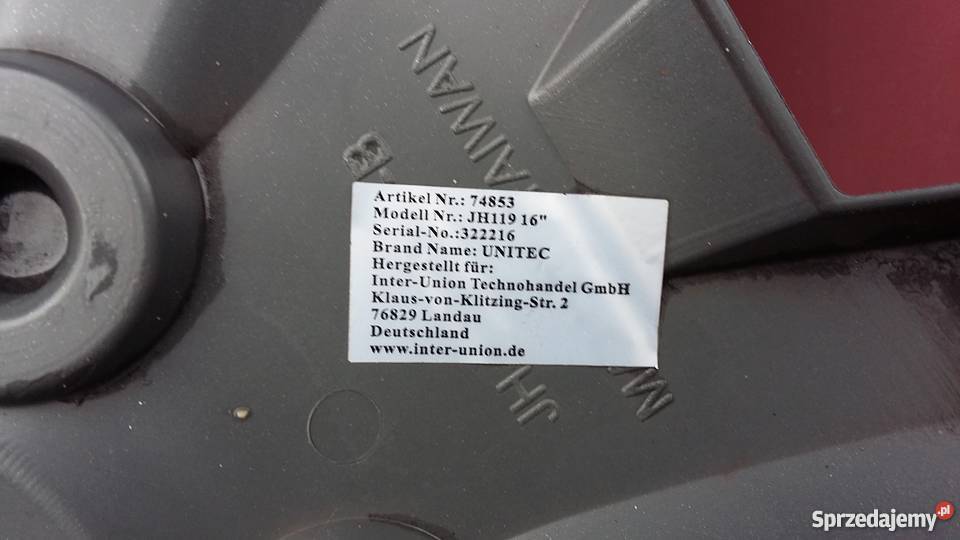 Artikel Nr.: 74853
Modell Nr.: JH119 16"
Serial-No.:322216
Brand Name: UNITEC
Hergestellt für:
Inter-Union Technohandel GmbH
Klaus-von-Klitzing-Str. 2
76829 Landau
Deutschland
www.inter-union.de
JH
B
Sprzedajemy.pl